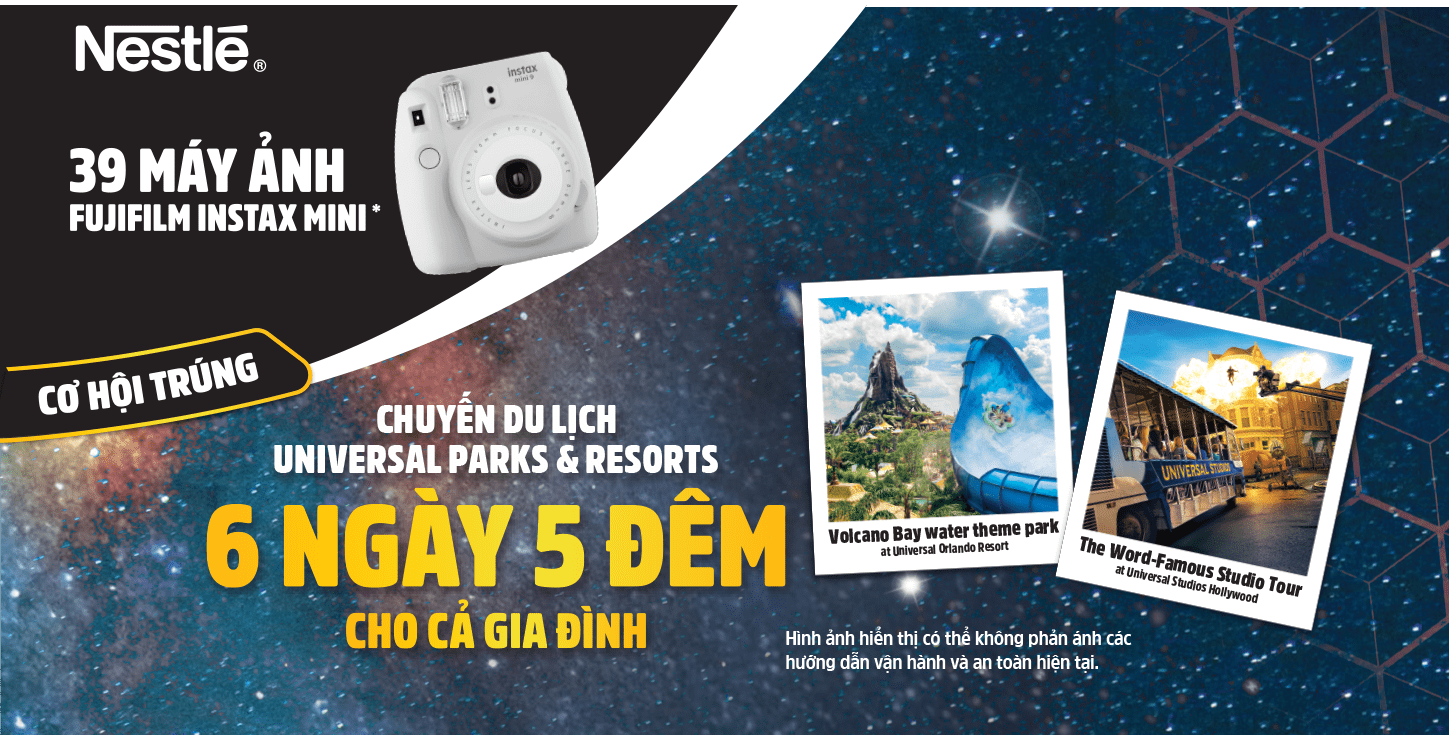 Nestlé®
instax
mini 9
39 MÁY ẢNH
FUJIFILM INSTAX MINI*
CƠ HỘI TRÚNG
CHUYẾN DU LỊCH
UNIVERSAL PARKS & RESORTS
6 NGÀY 5 ĐÊM
CHO CẢ GIA ĐÌNH
Volcano Bay water theme park
at Universal Orlando Resort
UNIVERSAL STUDIOS
The Word-Famous Studio Tour
at Universal Studios Hollywood
Hình ảnh hiển thị có thể không phản ánh các
hướng dẫn vận hành và an toàn hiện tại.